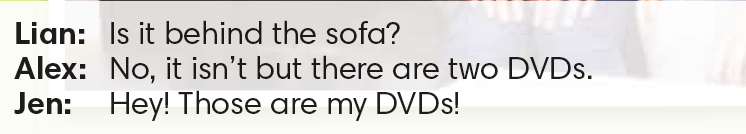 Lian: Is it behind the sofa?
Alex: No, it isn't but there are two DVDs.
Jen: Hey! Those are my DVDs!